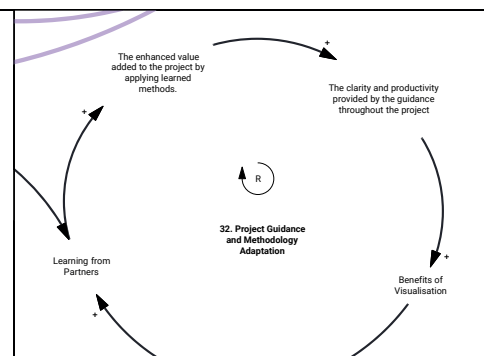 The enhanced value
added to the project by
applying learned
methods.
+
The clarity and productivity
provided by the guidance
throughout the project
+
R
32. Project Guidance
and Methodology
Adaptation
Learning from
Partners
+
Benefits of
Visualisation
+